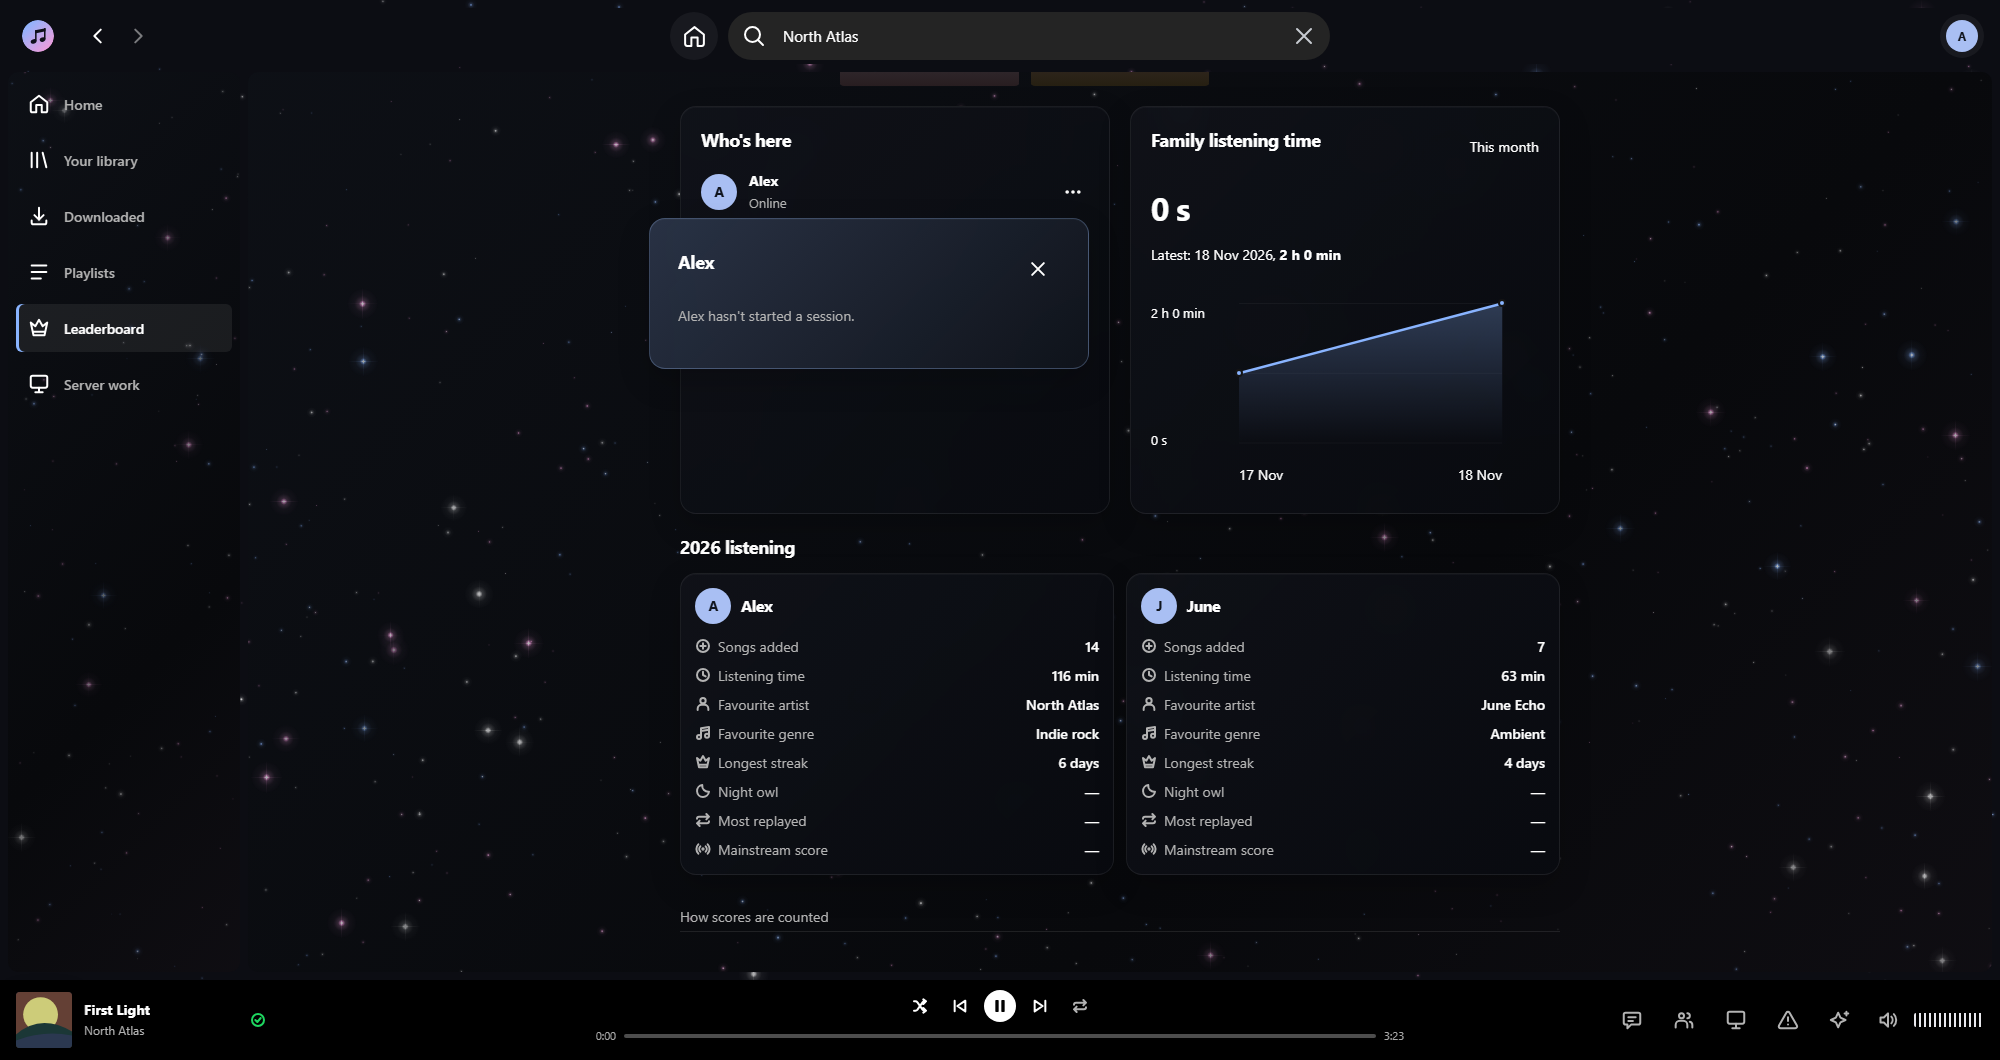 North Atlas
A
Home
Your library
Downloaded
Playlists
Leaderboard
Server work
Who's here
A
Alex
Online
Alex
Alex hasn't started a session.
Family listening time
This month
0 s
Latest: 18 Nov 2026, 2 h 0 min
2 h 0 min
0 s
17 Nov
18 Nov
2026 listening
A
Alex
Songs added 14
Listening time 116 min
Favourite artist North Atlas
Favourite genre Indie rock
Longest streak 6 days
Night owl —
Most replayed —
Mainstream score —
J
June
Songs added 7
Listening time 63 min
Favourite artist June Echo
Favourite genre Ambient
Longest streak 4 days
Night owl —
Most replayed —
Mainstream score —
How scores are counted
First Light
North Atlas
0:00
3:23